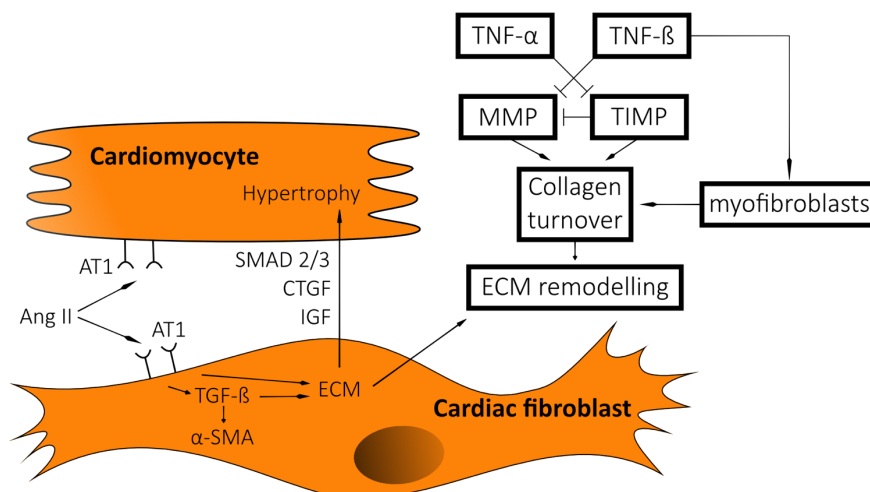 TNF-α
TNF-ß
MMP
TIMP
Cardiomyocyte
Hypertrophy
Collagen
turnover
myofibroblasts
AT1
SMAD 2/3
CTGF
IGF
ECM remodelling
Ang II
AT1
TGF-ß
ECM
α-SMA
Cardiac fibroblast